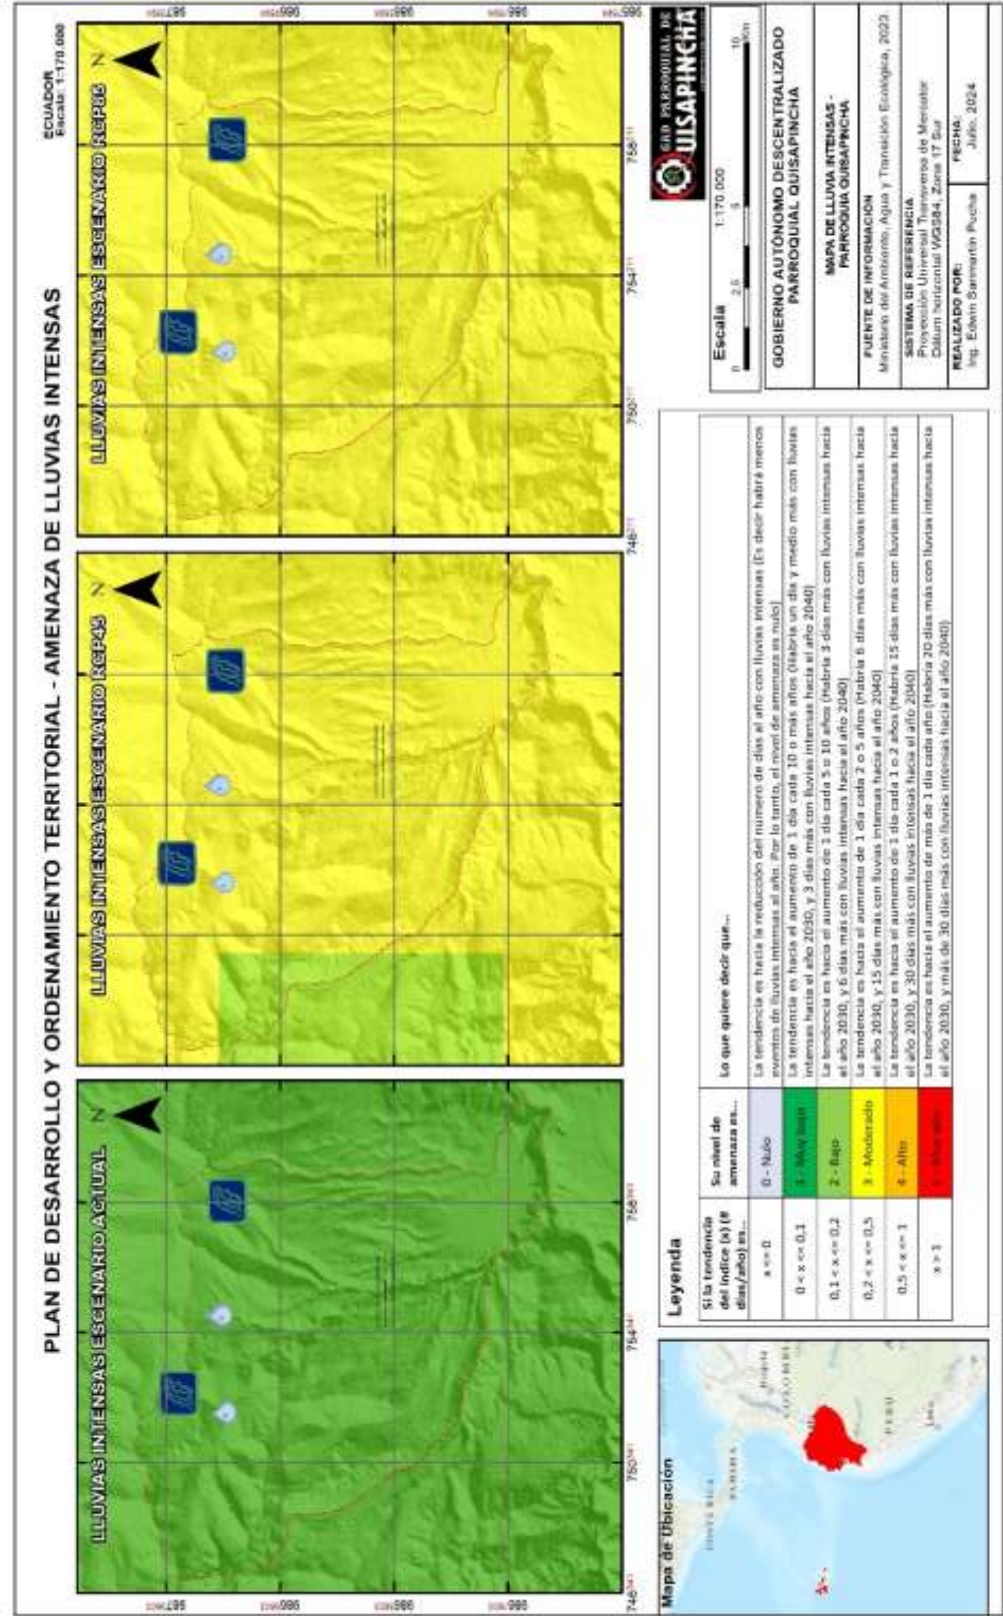 PLAN DE DESARROLLO Y ORDENAMIENTO TERRITORIAL - AMENAZA DE LLUVIAS INTENSAS
ECUADOR
Escala: 1:170.000
LLUVIAS INTENSAS ESCENARIO ACTUAL
N
LLUVIAS INTENSAS ESCENARIO RCP45
N
LLUVIAS INTENSAS ESCENARIO RCP85
N
Mapa de Ubicación
COSTA RICA
PANAMA
PERU
Leyenda
Si la tendencia del índice (x) (# días/año) es...
Su nivel de amenaza es...
Lo que quiere decir que...
x <= 0
0 - Nulo
La tendencia es hacia la reducción del número de días al año con lluvias intensas (Es decir habrá menos
eventos de lluvias intensas al año. Por lo tanto, el nivel de amenaza es nulo)
0 < x <= 0,1
1 - Muy bajo
La tendencia es hacia el aumento de 1 día cada 10 o más años (Habría un día y medio más con lluvias
intensas hacia el año 2030, y 3 días más con lluvias intensas hacia el año 2040)
0,1 < x <= 0,2
2 - Bajo
La tendencia es hacia el aumento de 1 día cada 5 o 10 años (Habría 3 días más con lluvias intensas hacia
el año 2030, y 6 días más con lluvias intensas hacia el año 2040)
0,2 < x <= 0,5
3 - Moderado
La tendencia es hacia el aumento de 1 día cada 2 o 5 años (Habría 6 días más con lluvias intensas hacia
el año 2030, y 15 días más con lluvias intensas hacia el año 2040)
0,5 < x <= 1
4 - Alto
La tendencia es hacia el aumento de 1 día cada 1 o 2 años (Habría 15 días más con lluvias intensas hacia
el año 2030, y 30 días más con lluvias intensas hacia el año 2040)
x > 1
La tendencia es hacia el aumento de más de 1 día cada año (Habría 20 días más con lluvias intensas hacia
el año 2030, y más de 30 días más con lluvias intensas hacia el año 2040)
GAD PARROQUIAL DE
QUISAPINCHA
Escala 1:170 000
0 2,5 5 10
Km
GOBIERNO AUTÓNOMO DESCENTRALIZADO
PARROQUIAL QUISAPINCHA
MAPA DE LLUVIA INTENSAS -
PARROQUIA QUISAPINCHA
FUENTE DE INFORMACIÓN
Ministerio del Ambiente, Agua y Transición Ecológica, 2023
SISTEMA DE REFERENCIA
Proyección Universal Transverso de Mercator
Dátum horizontal WGS84, Zona 17 Sur
REALIZADO POR:
Ing. Edwin Sanmartín Pucha
FECHA:
Julio, 2024